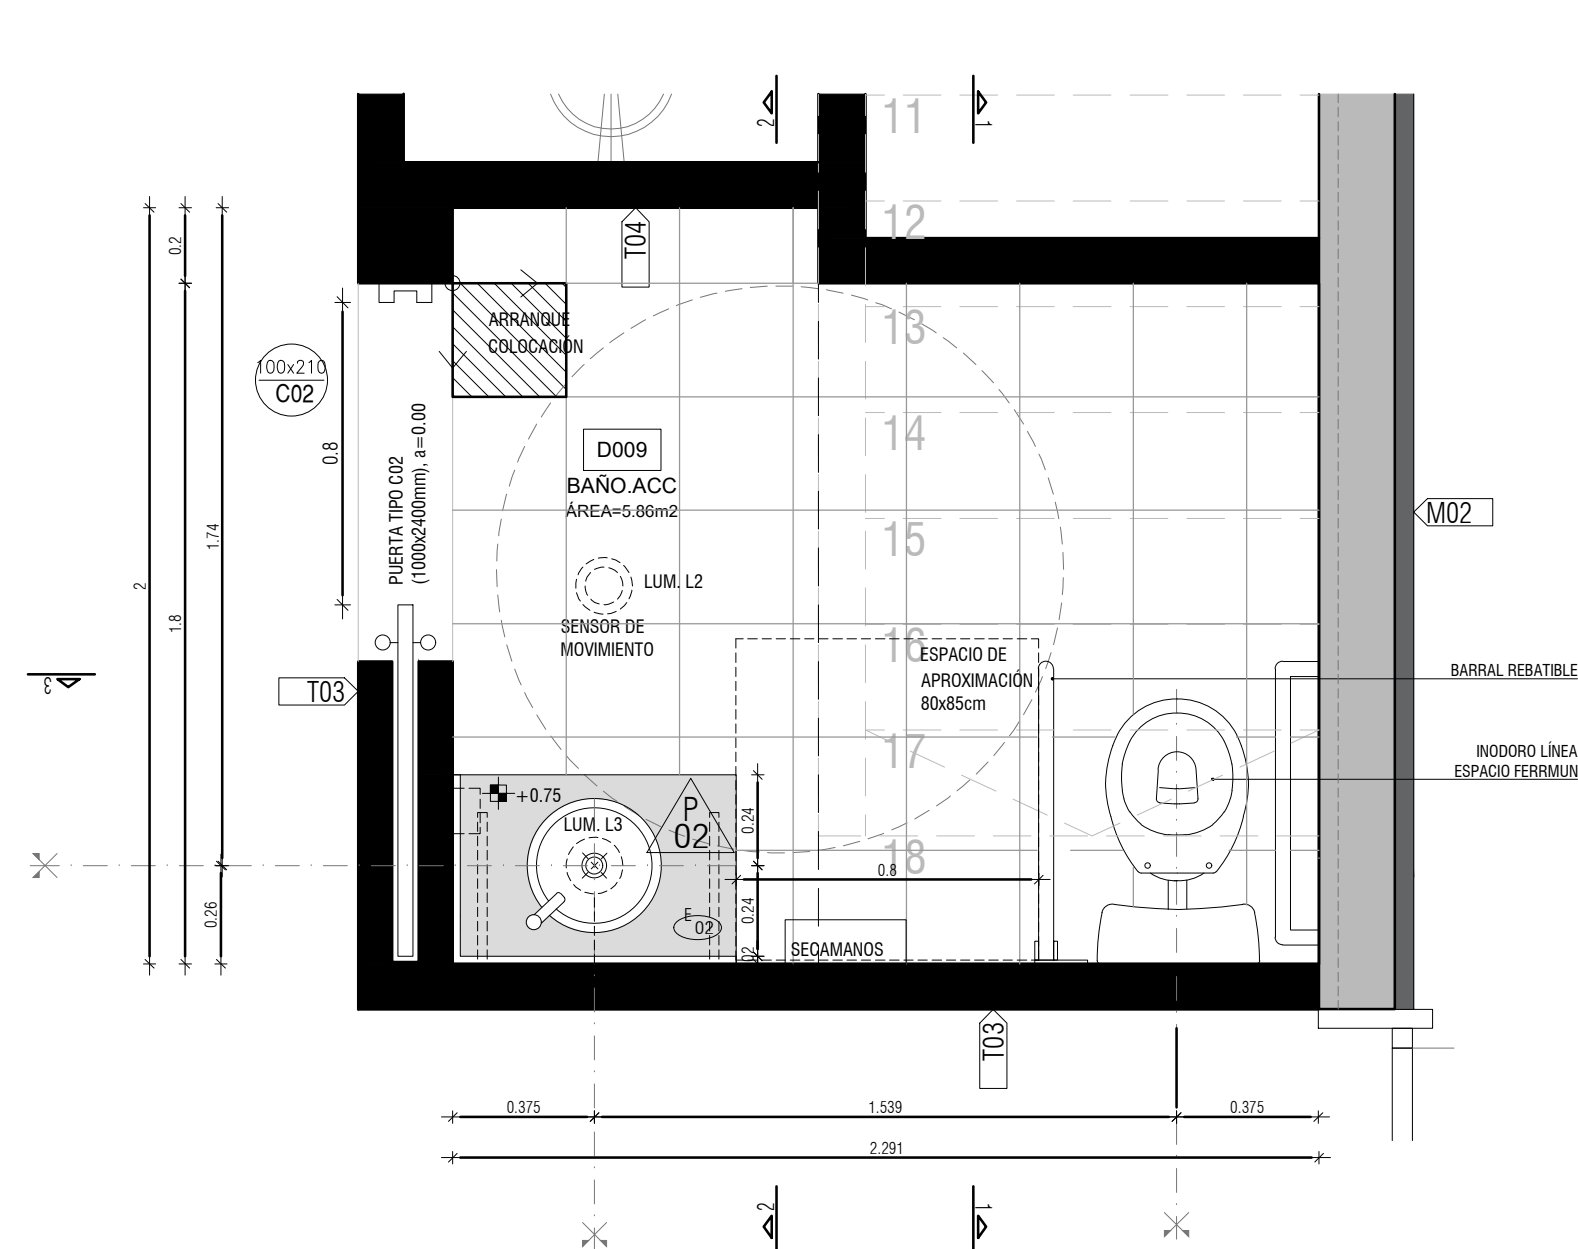 2
1
11
12
T04
0.2
13
ARRANQUE
COLOCACIÓN
100x210
C02
0.8
PUERTA TIPO C02
(1000x2400mm), a=0.00
14
D009
BAÑO.ACC
ÁREA=5.86m2
M02
1.74
15
2
1.8
LUM. L2
SENSOR DE
MOVIMIENTO
16
ESPACIO DE
APROXIMACIÓN
80x85cm
BARRAL REBATIBLE
3
T03
17
INODORO LÍNEA
ESPACIO FERRMUN
+0.75
P
02
LUM. L3
0.24
18
0.8
0.26
0.24
E
02
02
SECAMANOS
T03
0.375
1.539
0.375
2.291
2
1